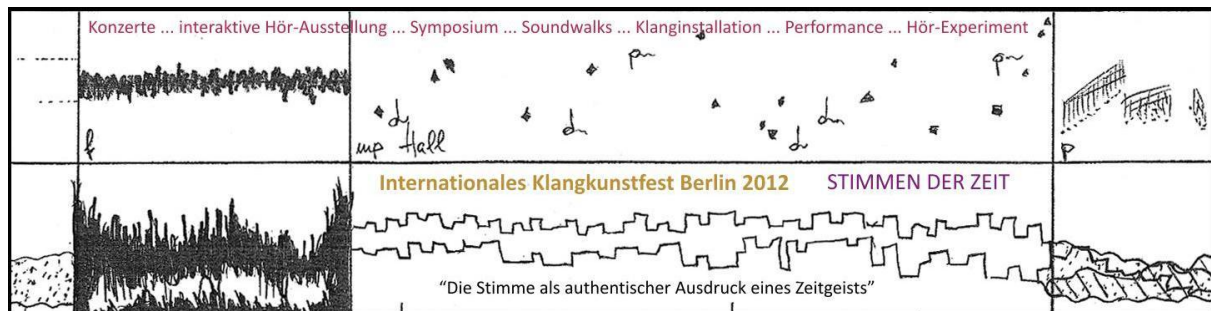 Konzerte ... interaktive Hör-Ausstellung ... Symposium ... Soundwalks ... Klanginstallation ... Performance ... Hör-Experiment
f
mp Hall
p
Internationales Klangkunstfest Berlin 2012 STIMMEN DER ZEIT
“Die Stimme als authentischer Ausdruck eines Zeitgeists”